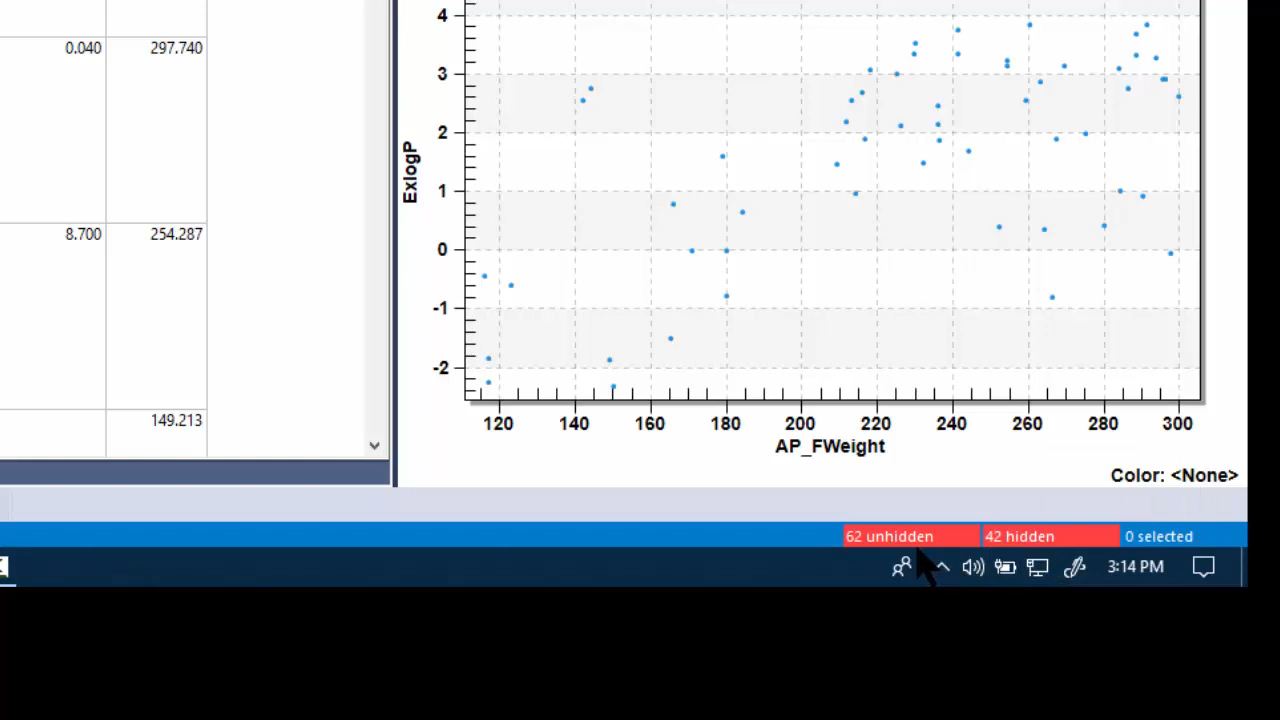 0.040 297.740
8.700 254.287
149.213
4
3
2
1
0
-1
-2
ExlogP
120 140 160 180 200 220 240 260 280 300
AP_FWeight
Color: <None>
62 unhidden 42 hidden 0 selected
3:14 PM